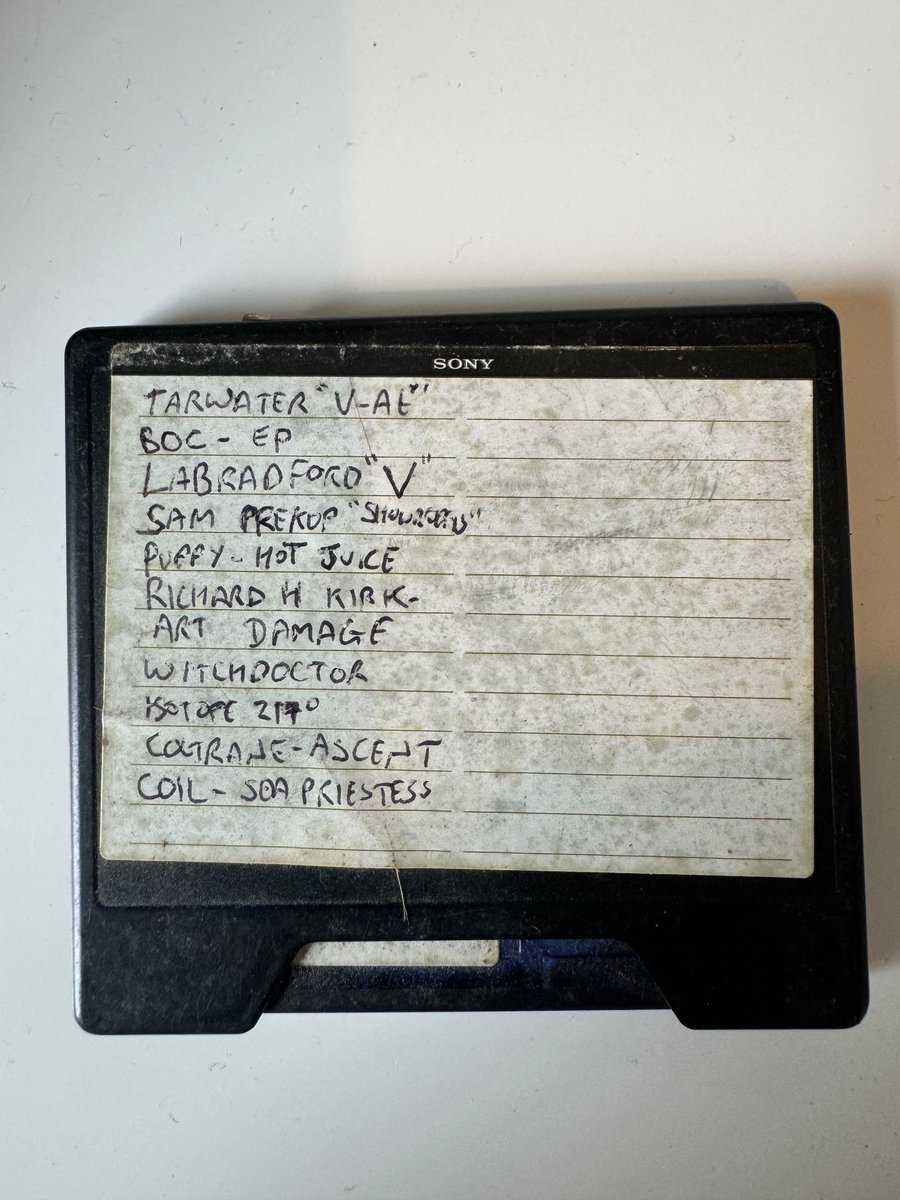 SONY
TARWATER "V-AL"
BOC - EP
LABRADFORD "V"
SAM PREKOP
PUFFY - HOT JUICE
RICHARD H KIRK-
ART DAMAGE
WITCHDOCTOR
ISOTOPE 217°
COLTRANE - ASCENT
COIL - SEA PRIESTESS